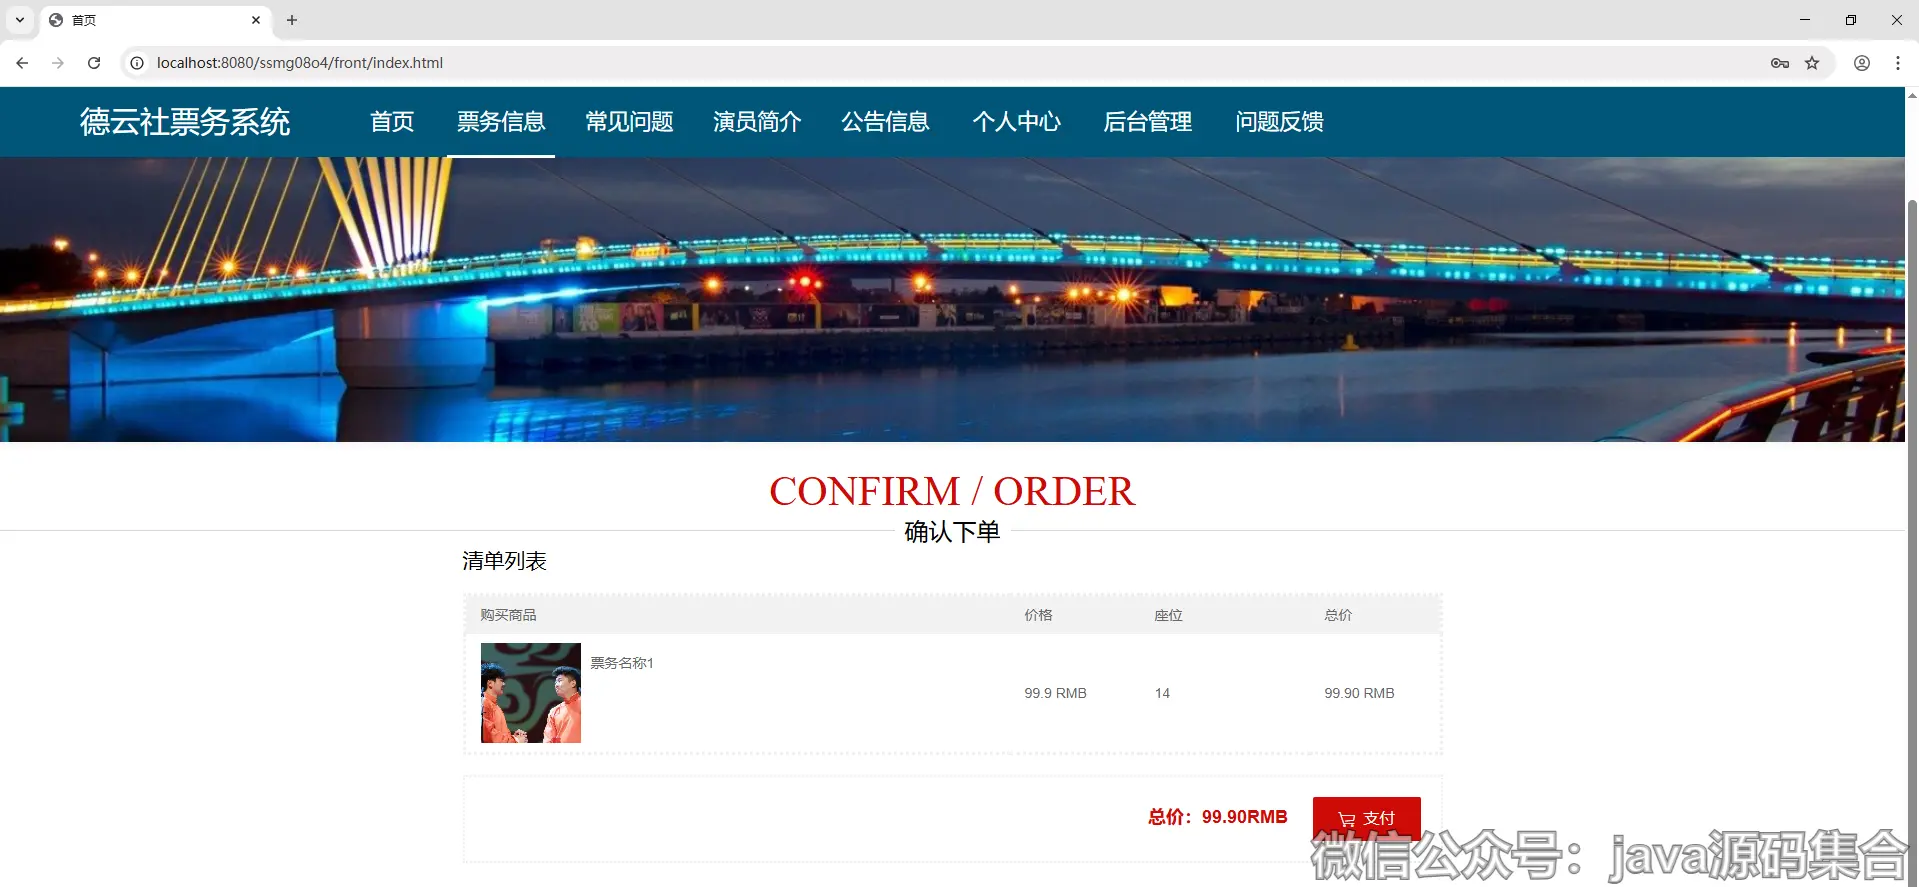 首页
localhost:8080/ssmg08o4/front/index.html
德云社票务系统 首页 票务信息 常见问题 演员简介 公告信息 个人中心 后台管理 问题反馈
CONFIRM / ORDER
确认下单
清单列表
购买商品 价格 座位 总价
票务名称1
99.9 RMB 14 99.90 RMB
总价：99.90RMB 支付
微信公众号：java源码集合